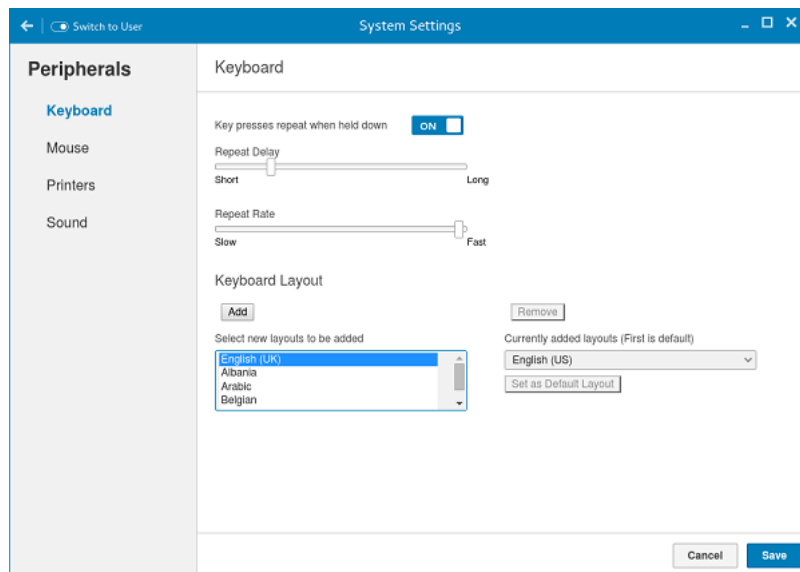 Switch to User
System Settings
Peripherals
Keyboard
Mouse
Printers
Sound
Keyboard
Key presses repeat when held down
ON
Repeat Delay
Short
Long
Repeat Rate
Slow
Fast
Keyboard Layout
Add
Remove
Select new layouts to be added
English (UK)
Albania
Arabic
Belgian
Currently added layouts (First is default)
English (US)
Set as Default Layout
Cancel
Save